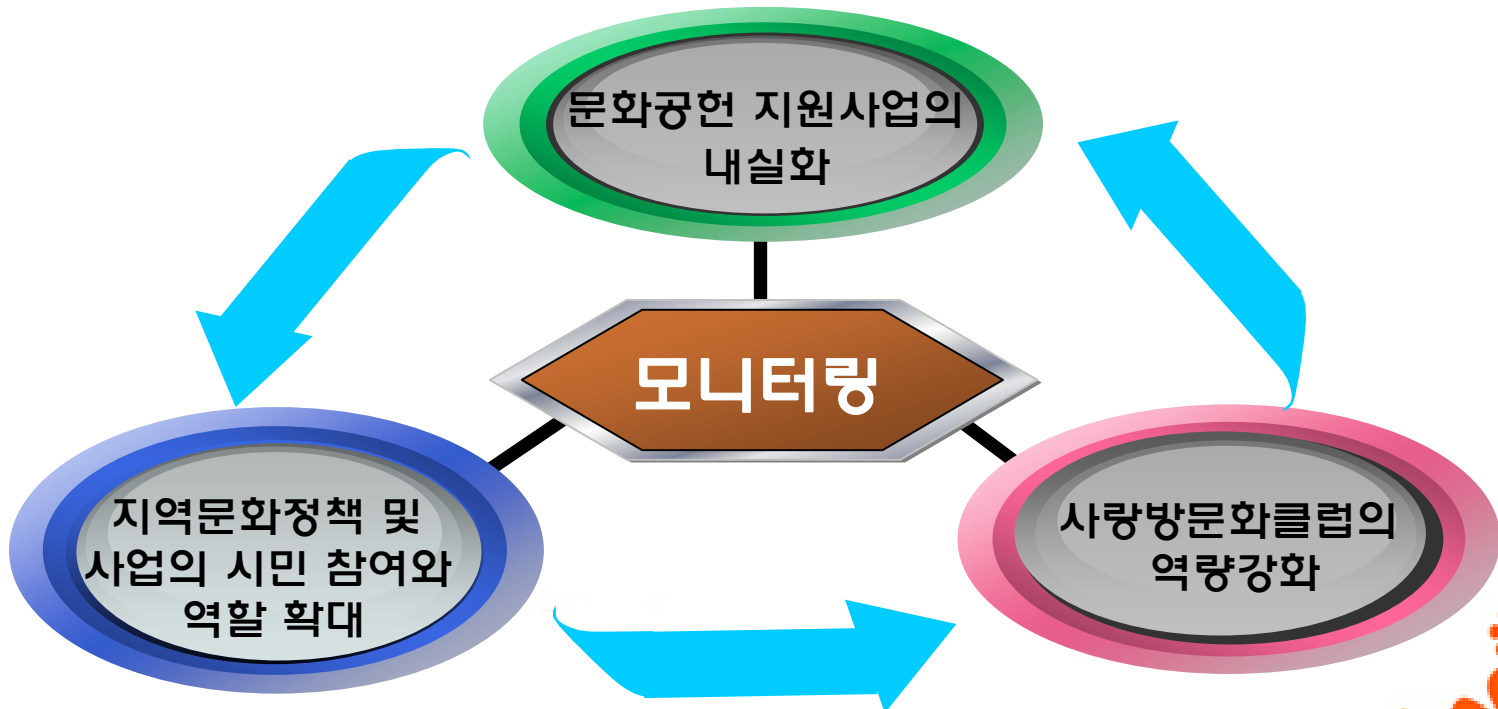 문화공헌 지원사업의
내실화
모니터링
지역문화정책 및
사업의 시민 참여와
역할 확대
사랑방문화클럽의
역량강화